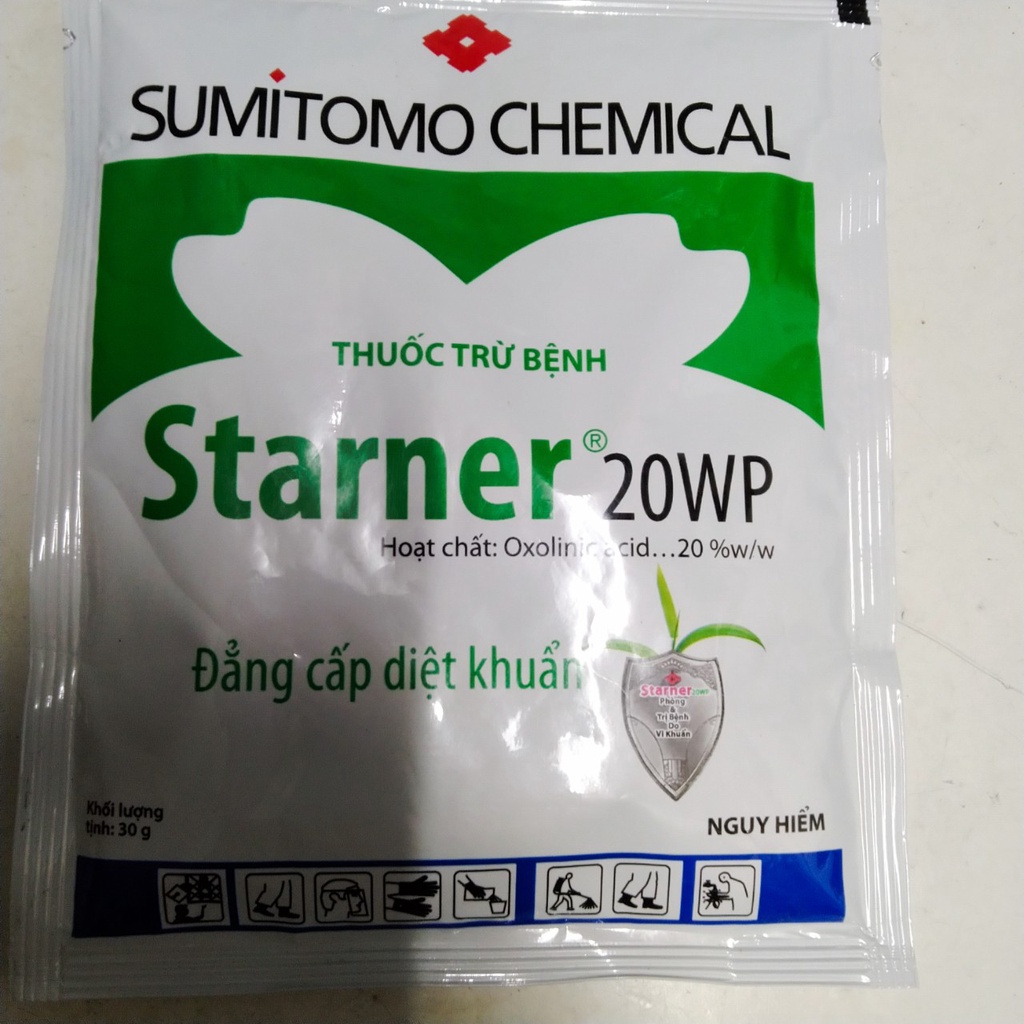 SUMITOMO CHEMICAL
THUỐC TRỪ BỆNH
Starner® 20WP
Hoạt chất: Oxolinic acid...20 %w/w
Đẳng cấp diệt khuẩn
Starner 20WP
Phòng
&
Trị Bệnh
Do
Vi Khuẩn
Khối lượng
tịnh: 30 g
NGUY HIỂM